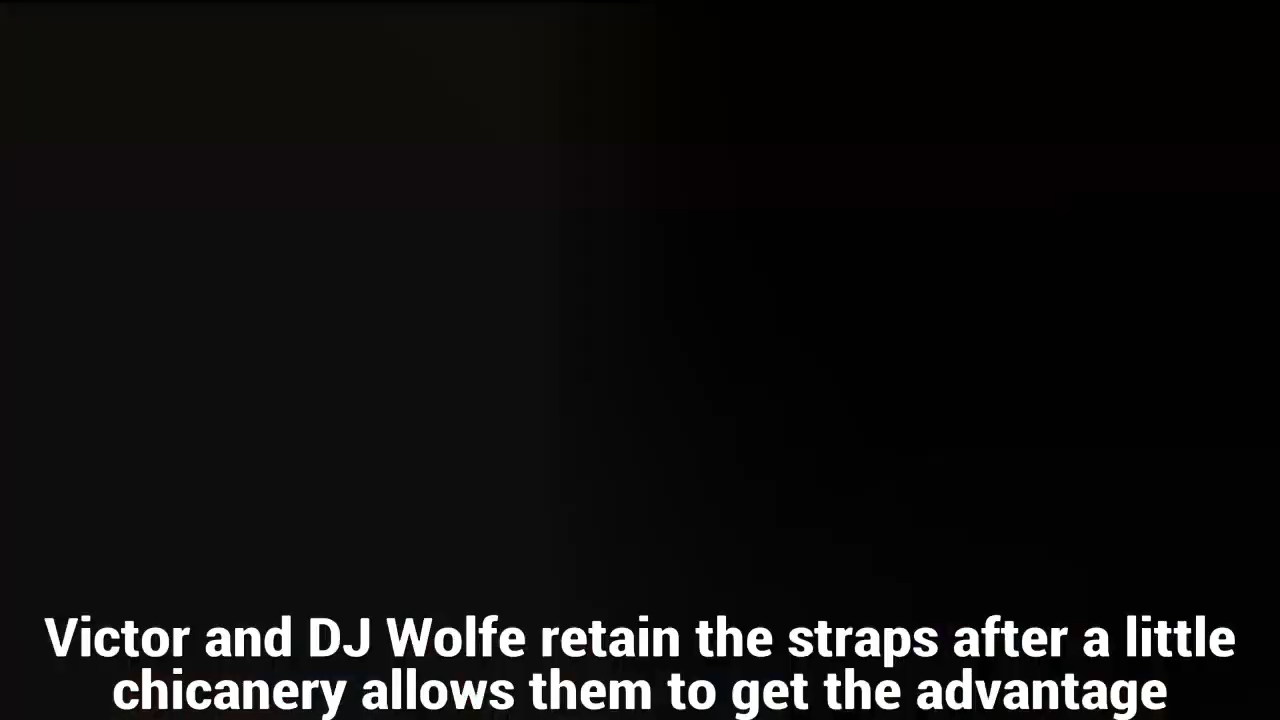 Victor and DJ Wolfe retain the straps after a little
chicanery allows them to get the advantage